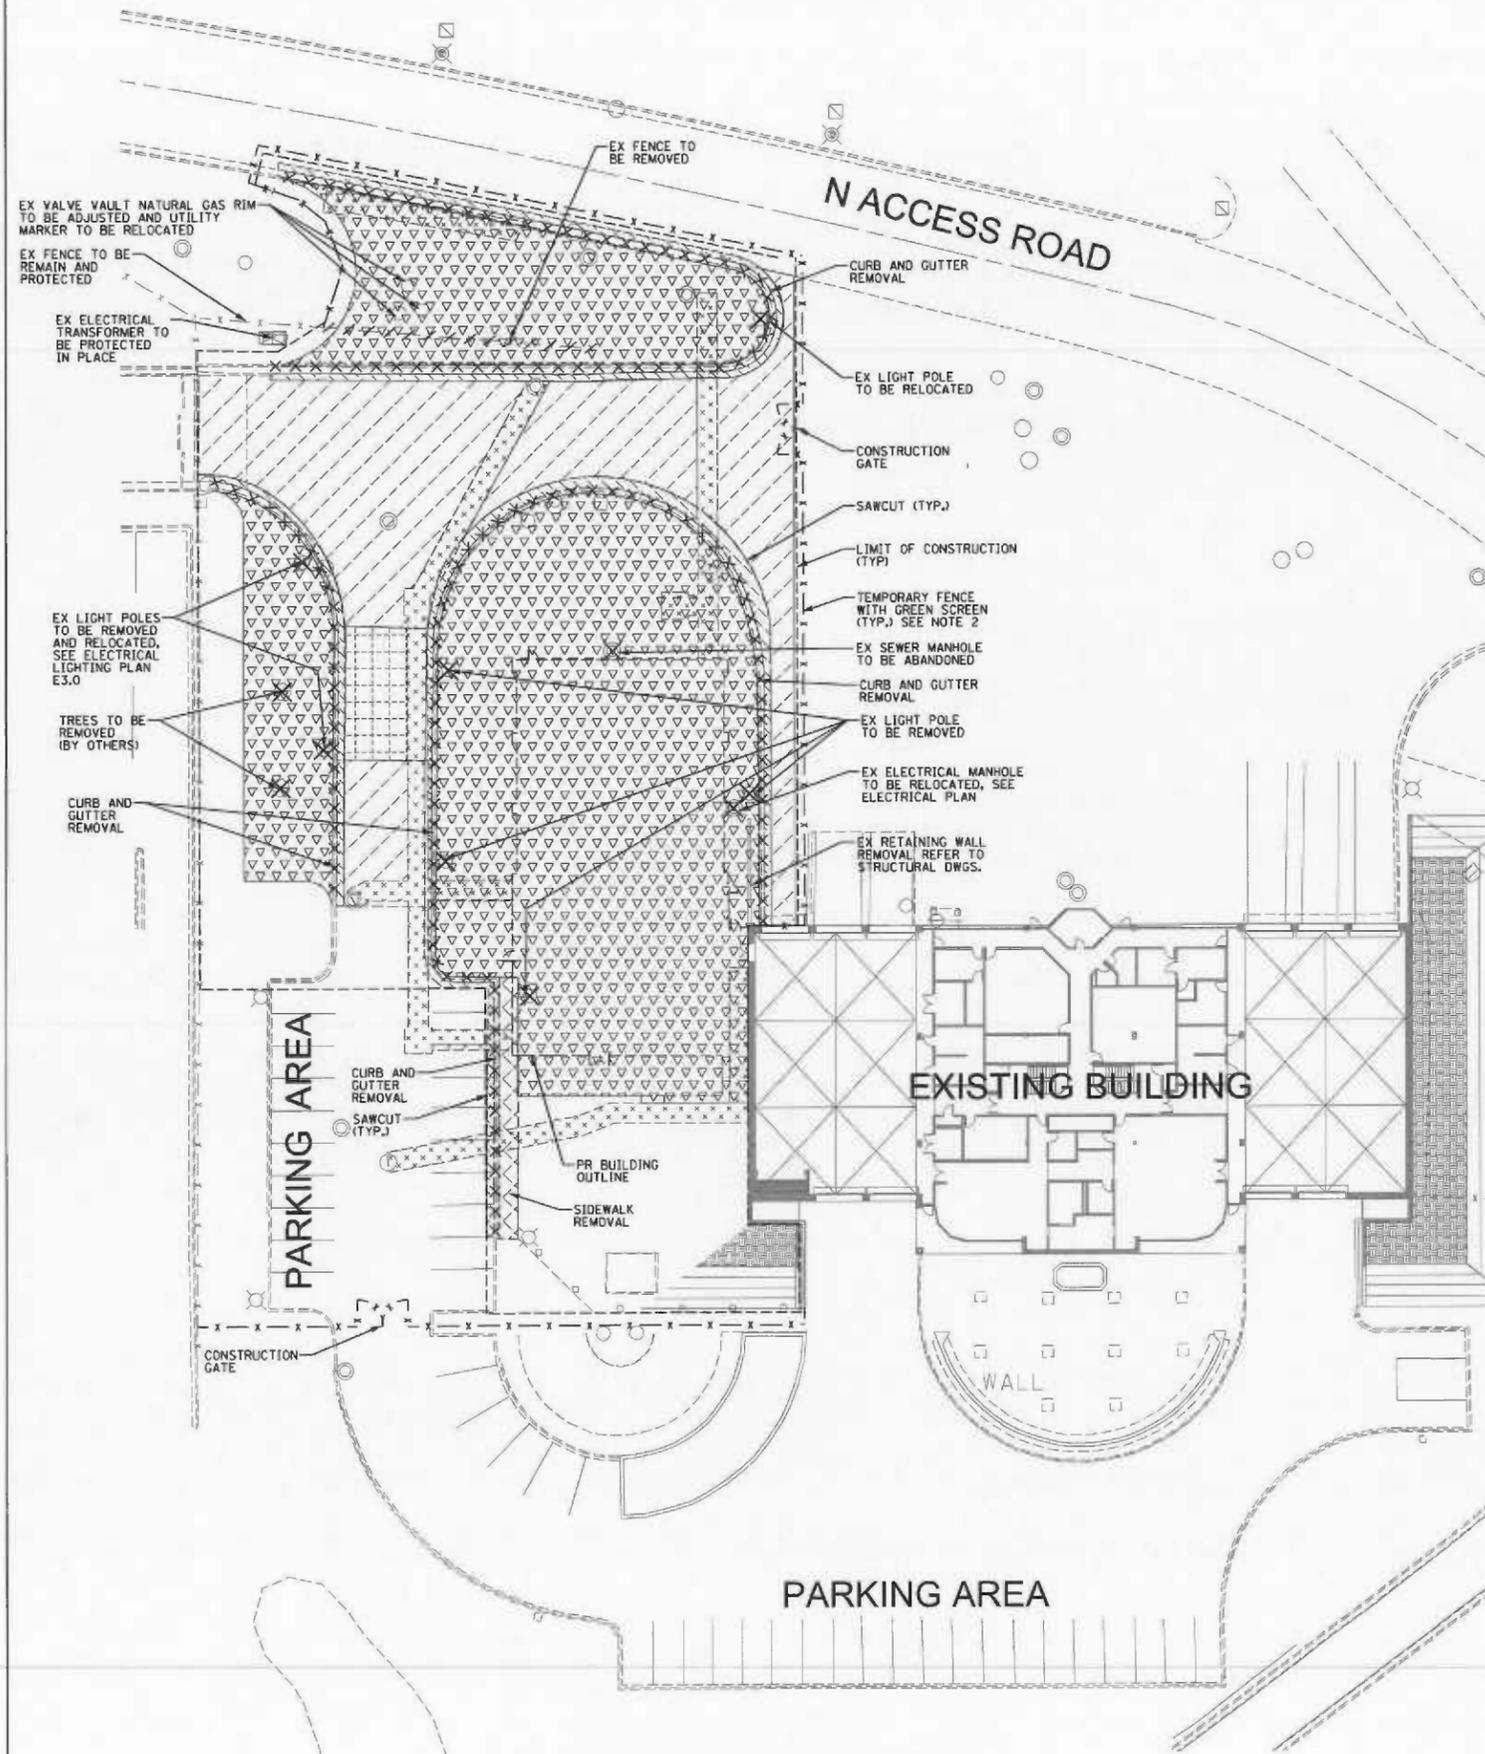 EX FENCE TO
BE REMOVED
N ACCESS ROAD
EX VALVE VAULT NATURAL GAS RIM
TO BE ADJUSTED AND UTILITY
MARKER TO BE RELOCATED
EX FENCE TO BE
REMAIN AND
PROTECTED
EX ELECTRICAL
TRANSFORMER TO
BE PROTECTED
IN PLACE
CURB AND GUTTER
REMOVAL
EX LIGHT POLE
TO BE RELOCATED
CONSTRUCTION
GATE
SAWCUT (TYP.)
LIMIT OF CONSTRUCTION
(TYP)
TEMPORARY FENCE
WITH GREEN SCREEN
(TYP.) SEE NOTE 2
EX SEWER MANHOLE
TO BE ABANDONED
CURB AND GUTTER
REMOVAL
EX LIGHT POLE
TO BE REMOVED
EX ELECTRICAL MANHOLE
TO BE RELOCATED, SEE
ELECTRICAL PLAN
EX RETAINING WALL
REMOVAL REFER TO
STRUCTURAL DWGS.
EX LIGHT POLES
TO BE REMOVED
AND RELOCATED,
SEE ELECTRICAL
LIGHTING PLAN
E3.0
TREES TO BE
REMOVED
(BY OTHERS)
CURB AND
GUTTER
REMOVAL
PARKING AREA
CURB AND
GUTTER
REMOVAL
SAWCUT
(TYP.)
EXISTING BUILDING
PR BUILDING
OUTLINE
SIDEWALK
REMOVAL
CONSTRUCTION
GATE
WALL
PARKING AREA